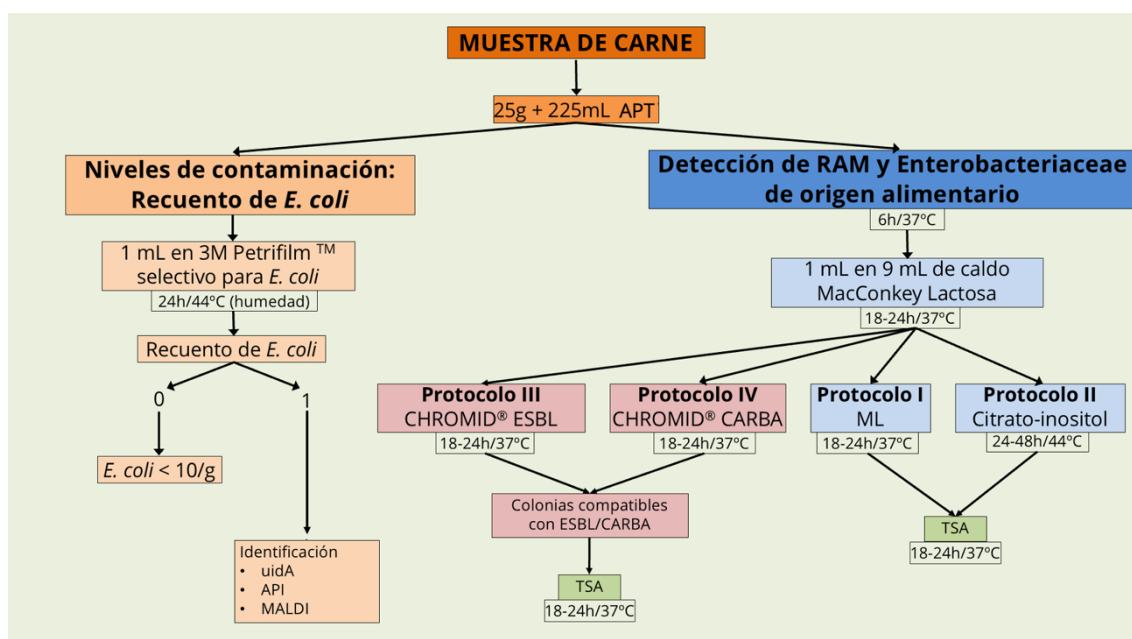 MUESTRA DE CARNE
25g + 225mL APT
Niveles de contaminación:
Recuento de E. coli
1 mL en 3M Petrifilm ™
selectivo para E. coli
24h/44ºC (humedad)
Recuento de E. coli
0
1
E. coli < 10/g
Identificación
• uidA
• API
• MALDI
Detección de RAM y Enterobacteriaceae
de origen alimentario
6h/37ºC
1 mL en 9 mL de caldo
MacConkey Lactosa
18-24h/37ºC
Protocolo III
CHROMID® ESBL
18-24h/37ºC
Protocolo IV
CHROMID® CARBA
18-24h/37ºC
Protocolo I
ML
18-24h/37ºC
Protocolo II
Citrato-inositol
24-48h/44ºC
Colonias compatibles
con ESBL/CARBA
TSA
18-24h/37ºC
TSA
18-24h/37ºC